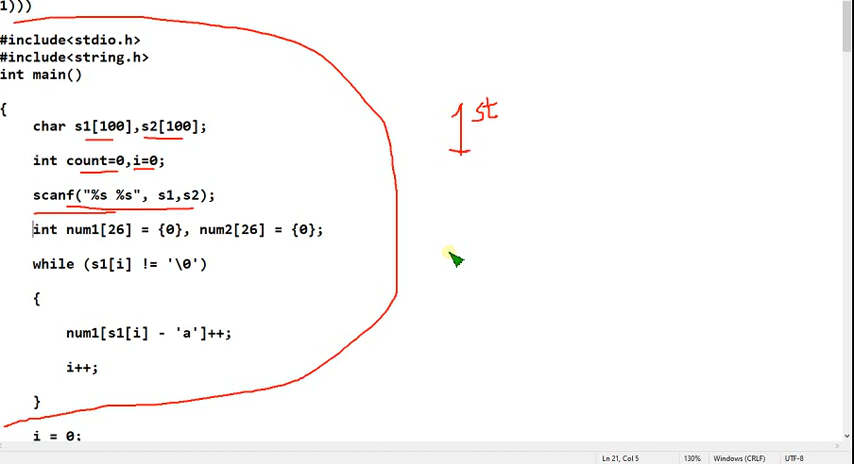 1)))
#include<stdio.h>
#include<string.h>
int main()
{
char s1[100],s2[100];
int count=0,i=0;
scanf("%s %s", s1,s2);
int num1[26] = {0}, num2[26] = {0};
while (s1[i] != '\0')
{
num1[s1[i] - 'a']++;
i++;
}
i = 0;
1st
Ln 21, Col 5
130%
Windows (CRLF)
UTF-8